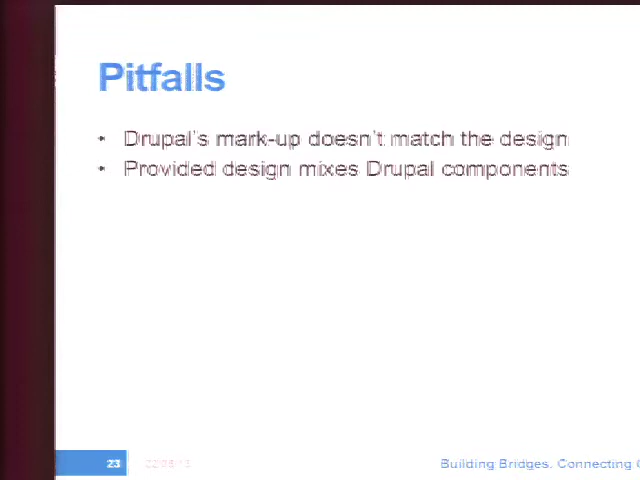 Pitfalls
• Drupal's mark-up doesn't match the design
• Provided design mixes Drupal components
23
Building Bridges. Connecting